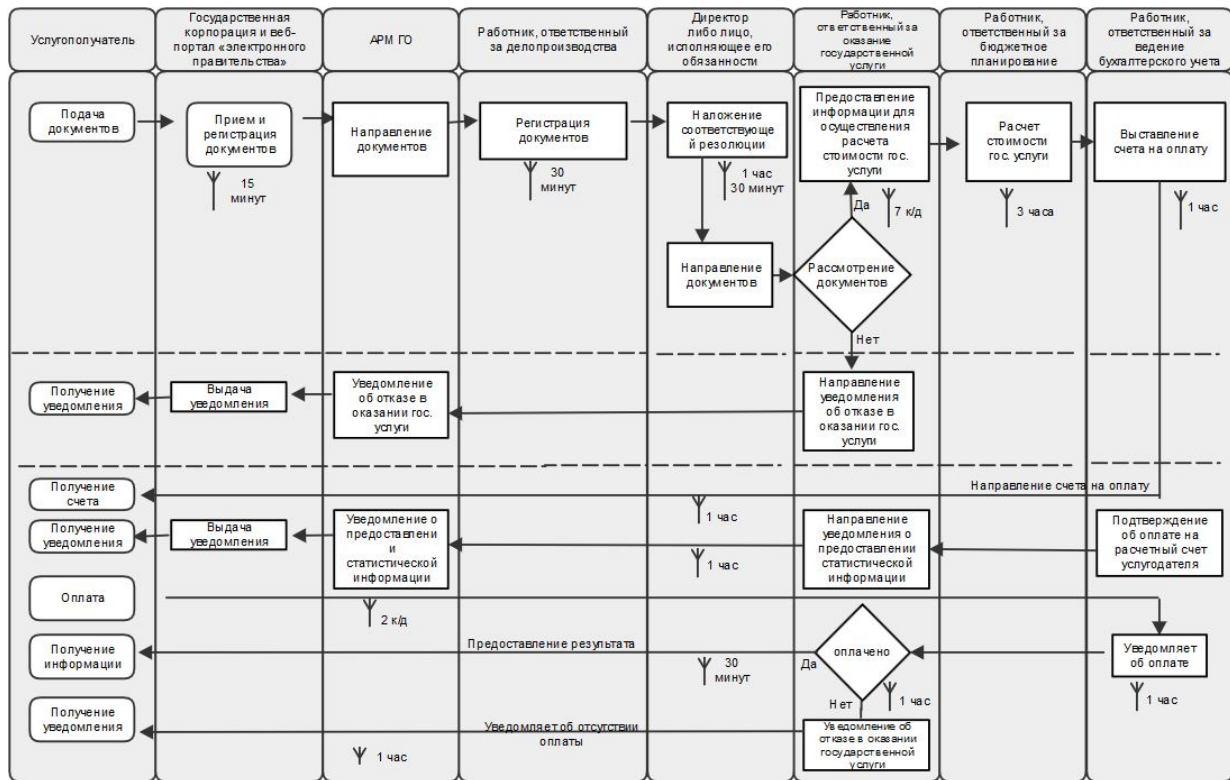 Услугополучатель
Государственная
корпорация и веб-
портал «электронного
правительства»
АРМ ГО
Работник, ответственный
за делопроизводства
Директор
либо лицо,
исполняющее его
обязанности
Работник,
ответственный за
оказание
государственной
услуги
Работник,
ответственный за
бюджетное
планирование
Работник,
ответственный за
ведение
бухгалтерского учета
Подача
документов
Прием и
регистрация
документов
15
минут
Направление
документов
Регистрация
документов
30
минут
Наложение
соответствующе
й резолюции
1 час
30 минут
Предоставление
информации для
осуществления
расчета
стоимости гос.
услуги
Да
7 к/д
Расчет
стоимости
гос. услуги
3 часа
Выставление
счета на оплату
1 час
Направление
документов
Рассмотрение
документов
Нет
Получение
уведомления
Выдача
уведомления
Уведомление
об отказе в
оказании гос.
услуги
Направление
уведомления
об отказе в
оказании гос.
услуги
Получение
счета
Направление счета на оплату
1 час
Получение
уведомления
Выдача
уведомления
Уведомление о
предоставлени
и
статистической
информации
1 час
Направление
уведомления о
предоставлении
статистической
информации
Подтверждение
об оплате на
расчетный счет
услугодателя
Оплата
2 к/д
Получение
информации
Предоставление результата
30
минут
Да
оплачено
Нет
1 час
Уведомляет
об оплате
1 час
Получение
уведомления
Уведомляет об отсутствии
оплаты
1 час
Уведомление об
отказе в оказании
государственной
услуги